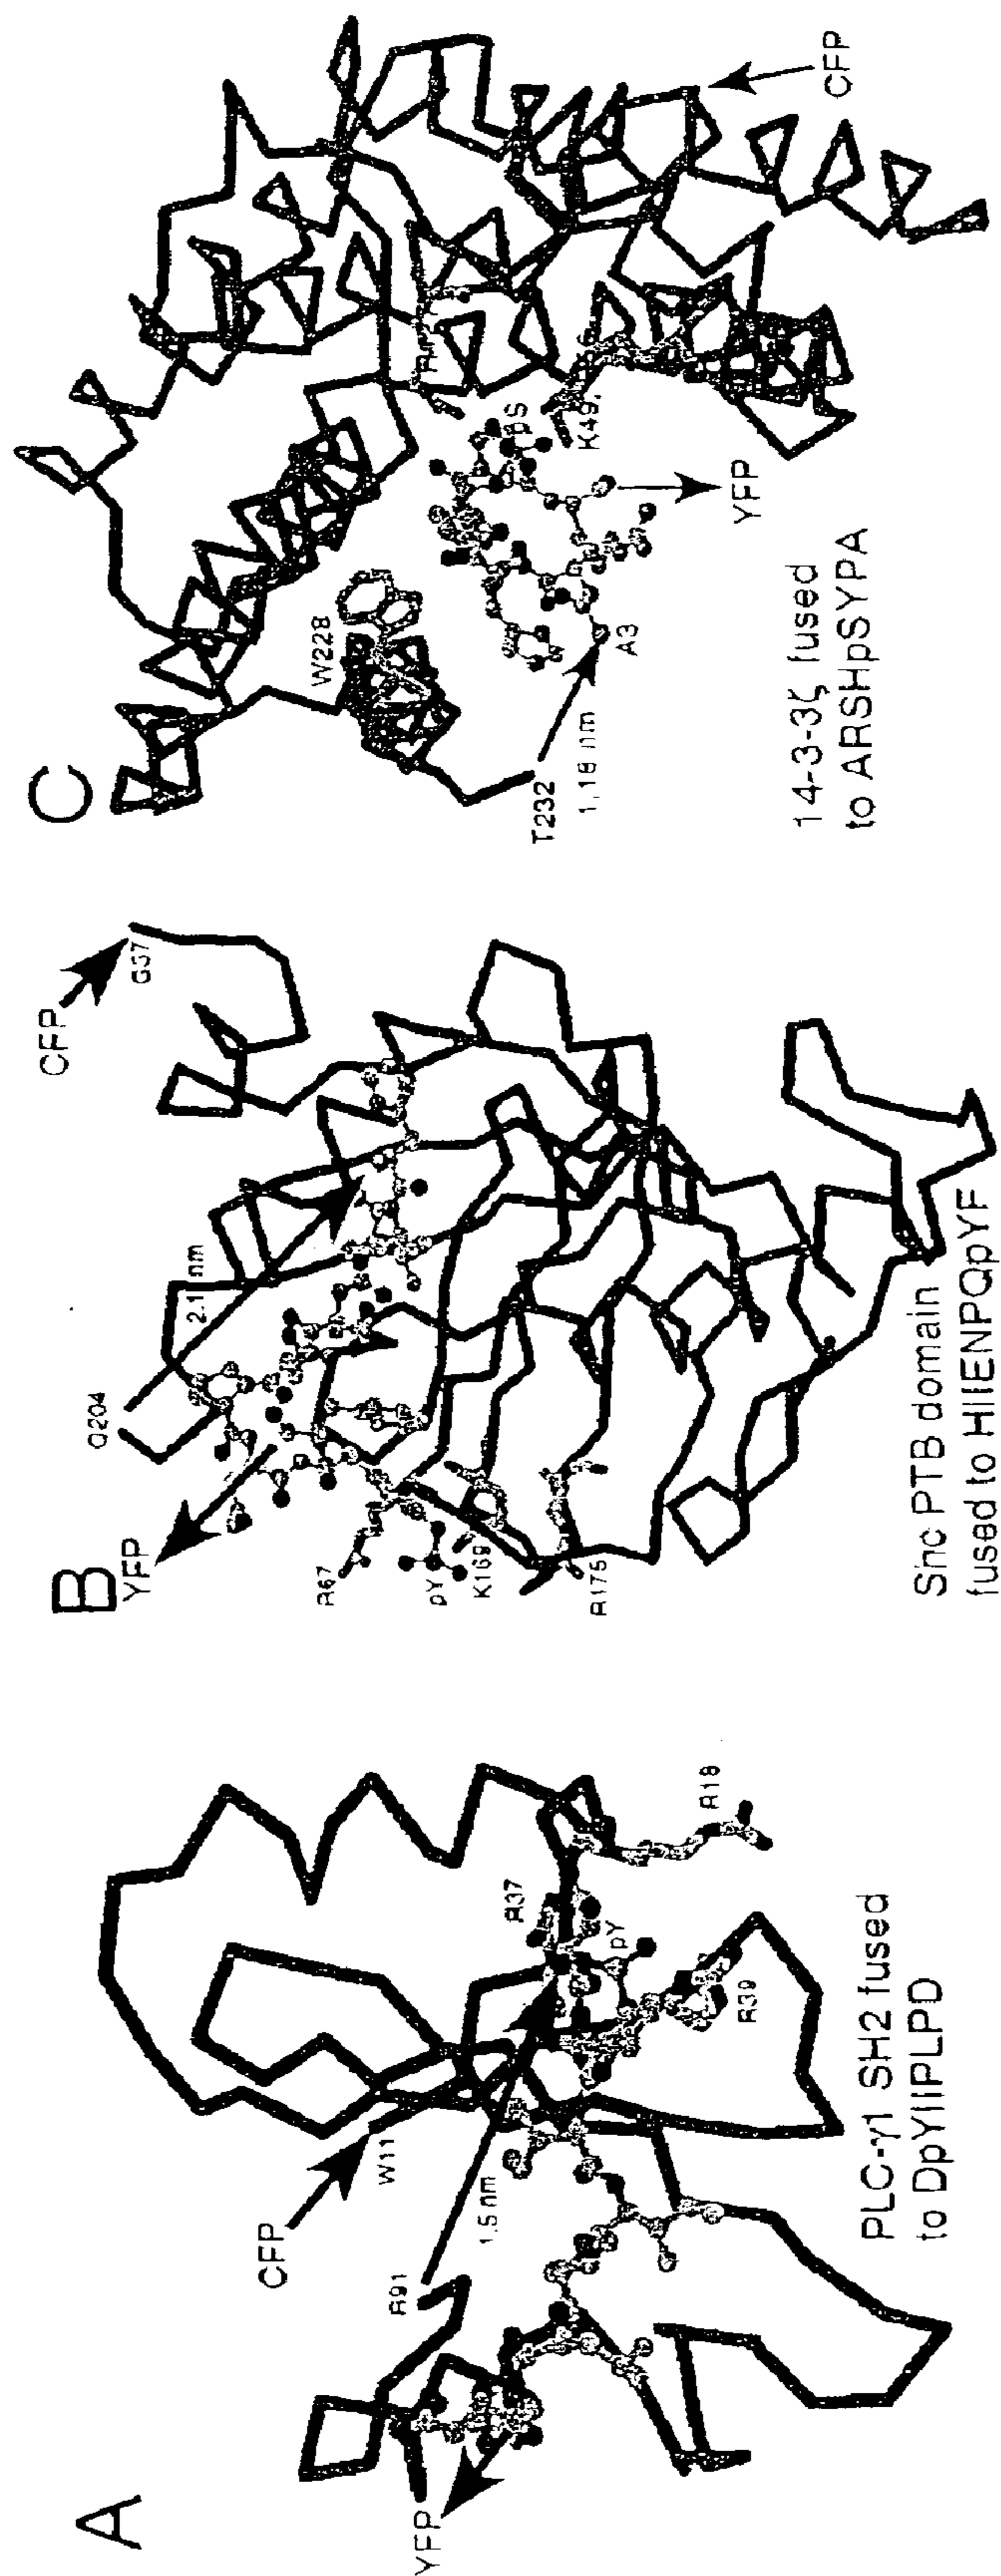 A
YFP
CFP
W11
R91
1.5 nm
R37
pY
R39
R18
PLC-γ1 SH2 fused
to DpYIIPLPD
B
YFP
CFP
Q204
2.1 nm
G37
R67
pY
K169
R175
Shc PTB domain
fused to HIIENPQpYF
C
W228
T232
1.18 nm
A3
pS
K49,
YFP
CFP
14-3-3ζ fused
to ARSHpSYPA